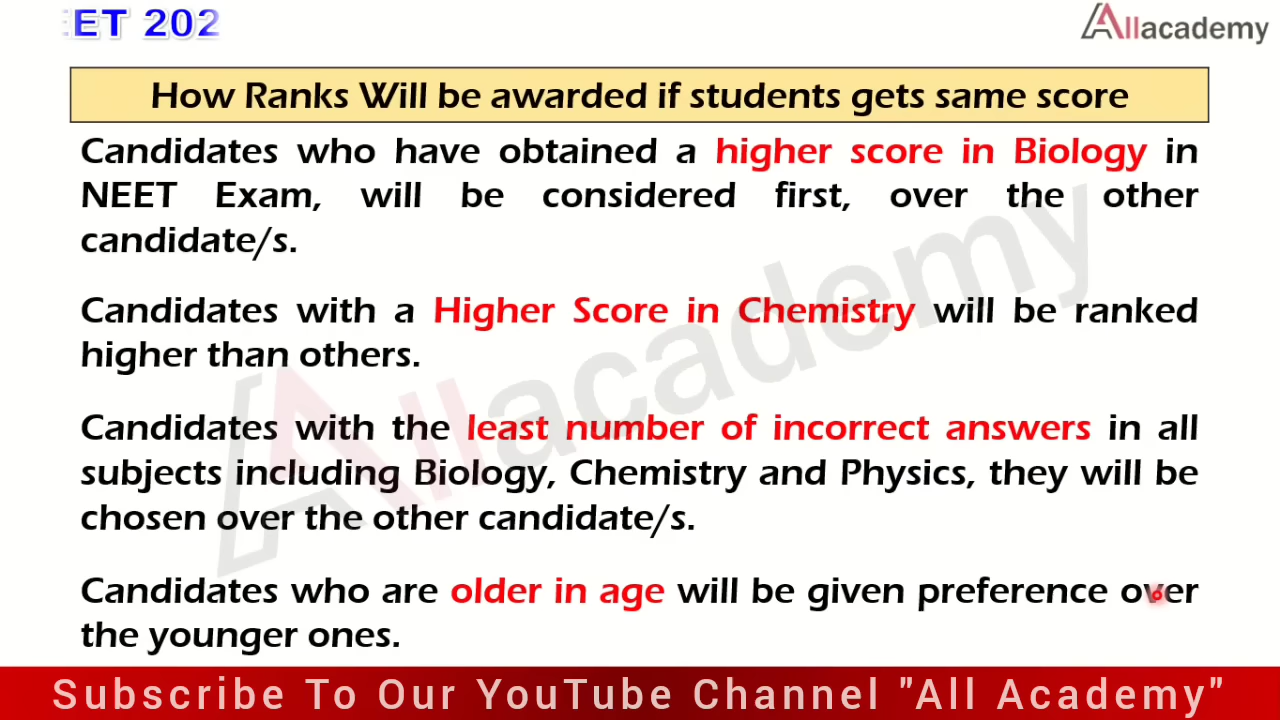 EET 202
Allacademy
How Ranks Will be awarded if students gets same score
Candidates who have obtained a higher score in Biology in
NEET Exam, will be considered first, over the other
candidate/s.
Candidates with a Higher Score in Chemistry will be ranked
higher than others.
Candidates with the least number of incorrect answers in all
subjects including Biology, Chemistry and Physics, they will be
chosen over the other candidate/s.
Candidates who are older in age will be given preference over
the younger ones.
Allacademy
Subscribe To Our YouTube Channel "All Academy"